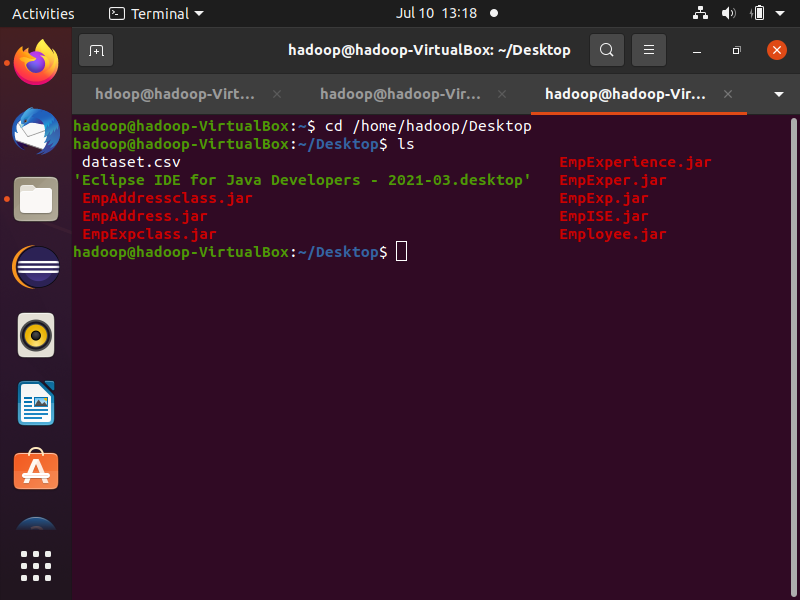 Activities Terminal Jul 10 13:18
hadoop@hadoop-VirtualBox: ~/Desktop
hdoop@hadoop-Virt... hadoop@hadoop-Vir... hadoop@hadoop-Vir...
hadoop@hadoop-VirtualBox:~$ cd /home/hadoop/Desktop
hadoop@hadoop-VirtualBox:~/Desktop$ ls
dataset.csv EmpExperience.jar
'Eclipse IDE for Java Developers - 2021-03.desktop' EmpExper.jar
EmpAddressclass.jar EmpExp.jar
EmpAddress.jar EmpISE.jar
EmpExpclass.jar Employee.jar
hadoop@hadoop-VirtualBox:~/Desktop$